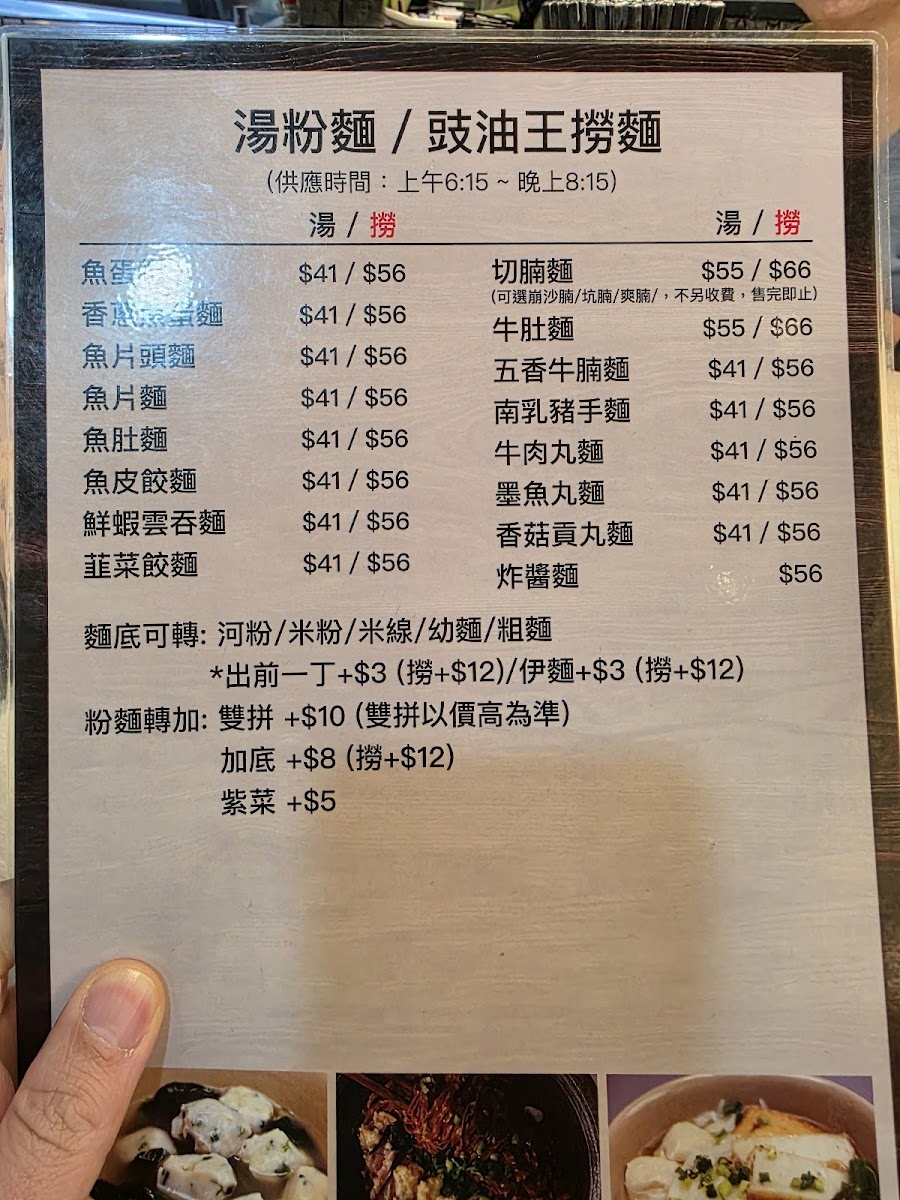 湯粉麵 / 豉油王撈麵
(供應時間：上午6:15 ~ 晚上8:15)
湯 / 撈
魚蛋 $41 / $56
香 蛋麵 $41 / $56
魚片頭麵 $41 / $56
魚片麵 $41 / $56
魚肚麵 $41 / $56
魚皮餃麵 $41 / $56
鮮蝦雲吞麵 $41 / $56
韮菜餃麵 $41 / $56
湯 / 撈
切腩麵 $55 / $66
(可選崩沙腩/坑腩/爽腩/，不另收費，售完即止)
牛肚麵 $55 / $66
五香牛腩麵 $41 / $56
南乳豬手麵 $41 / $56
牛肉丸麵 $41 / $56
墨魚丸麵 $41 / $56
香菇貢丸麵 $41 / $56
炸醬麵 $56
麵底可轉: 河粉/米粉/米線/幼麵/粗麵
*出前一丁+$3 (撈+$12)/伊麵+$3 (撈+$12)
粉麵轉加: 雙拼 +$10 (雙拼以價高為準)
加底 +$8 (撈+$12)
紫菜 +$5